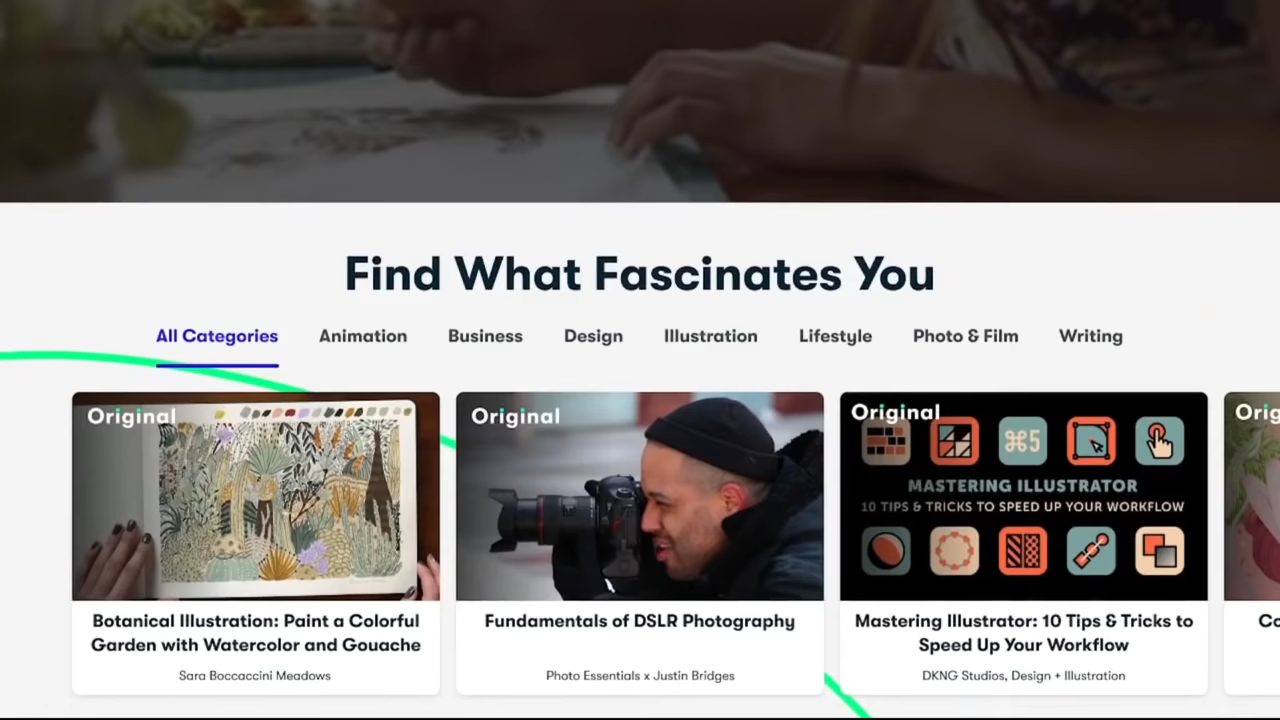 Find What Fascinates You
All Categories Animation Business Design Illustration Lifestyle Photo & Film Writing
Original
Botanical Illustration: Paint a Colorful
Garden with Watercolor and Gouache
Sara Boccaccini Meadows
Original
Fundamentals of DSLR Photography
Photo Essentials x Justin Bridges
Original
⌘5
MASTERING ILLUSTRATOR
10 TIPS & TRICKS TO SPEED UP YOUR WORKFLOW
Mastering Illustrator: 10 Tips & Tricks to
Speed Up Your Workflow
DKNG Studios, Design + Illustration
Orig
Co